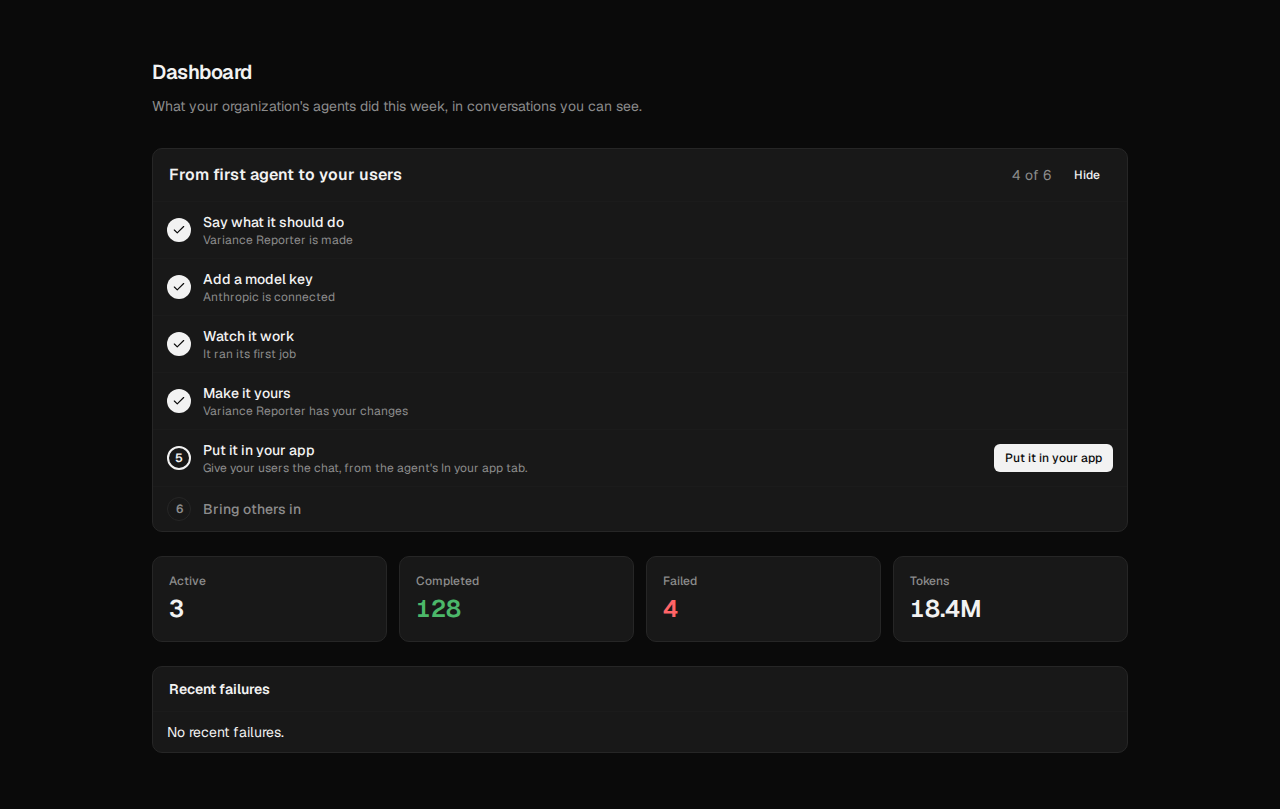 Dashboard
What your organization's agents did this week, in conversations you can see.
From first agent to your users
4 of 6
Hide
Say what it should do
Variance Reporter is made
Add a model key
Anthropic is connected
Watch it work
It ran its first job
Make it yours
Variance Reporter has your changes
5
Put it in your app
Give your users the chat, from the agent's In your app tab.
Put it in your app
6
Bring others in
Active
3
Completed
128
Failed
4
Tokens
18.4M
Recent failures
No recent failures.